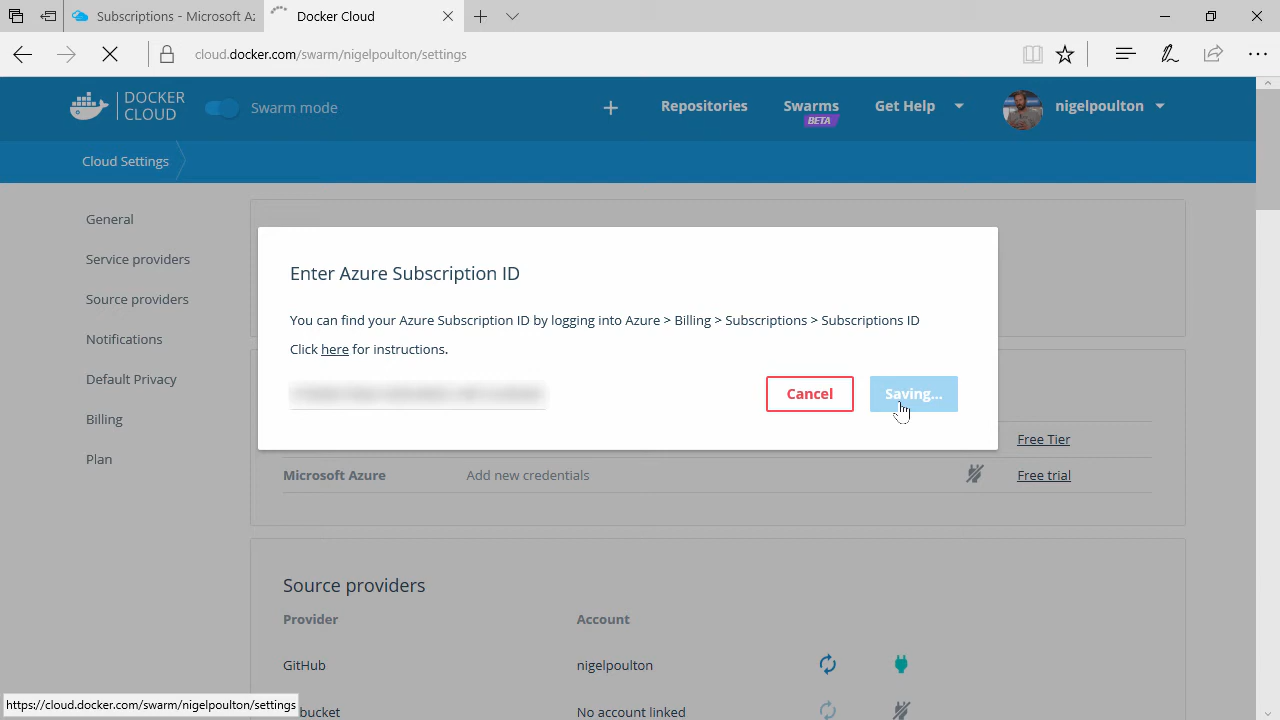 Subscriptions - Microsoft Az
Docker Cloud
cloud.docker.com/swarm/nigelpoulton/settings
DOCKER
CLOUD
Swarm mode
Repositories
Swarms
BETA
Get Help
nigelpoulton
Cloud Settings
General
Service providers
Source providers
Notifications
Default Privacy
Billing
Plan
Enter Azure Subscription ID
You can find your Azure Subscription ID by logging into Azure > Billing > Subscriptions > Subscriptions ID
Click here for instructions.
Cancel
Saving...
Free Tier
Microsoft Azure
Add new credentials
Free trial
Source providers
Provider
Account
GitHub
nigelpoulton
https://cloud.docker.com/swarm/nigelpoulton/settings
bucket
No account linked